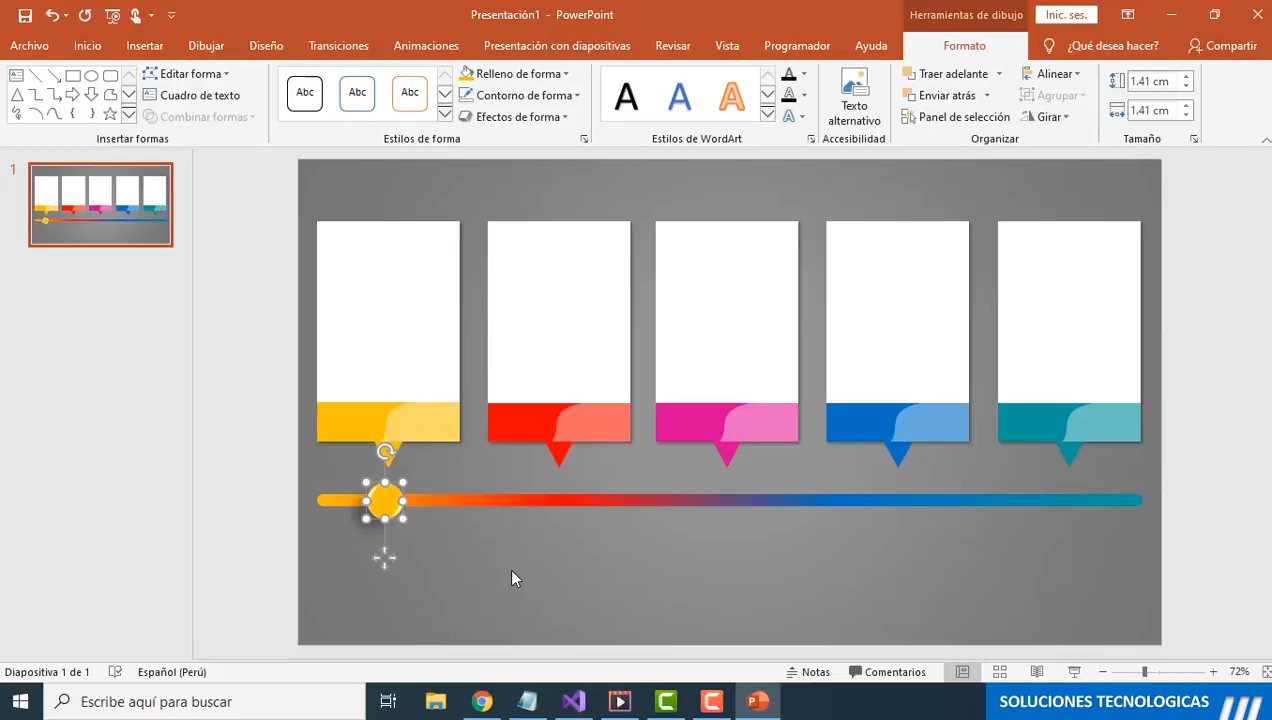 Presentación1 - PowerPoint
Herramientas de dibujo
Inic. ses.
Archivo Inicio Insertar Dibujar Diseño Transiciones Animaciones Presentación con diapositivas Revisar Vista Programador Ayuda Formato ¿Qué desea hacer? Compartir
Editar forma
Cuadro de texto
Combinar formas
Insertar formas
Abc Abc Abc
Relleno de forma
Contorno de forma
Efectos de forma
Estilos de forma
A A A
A
A
A
Estilos de WordArt
Texto
alternativo
Accesibilidad
Traer adelante
Enviar atrás
Panel de selección
Alinear
Agrupar
Girar
Organizar
1.41 cm
1.41 cm
Tamaño
1
Diapositiva 1 de 1 Español (Perú) Notas Comentarios 72%
Escribe aquí para buscar
SOLUCIONES TECNOLOGICAS